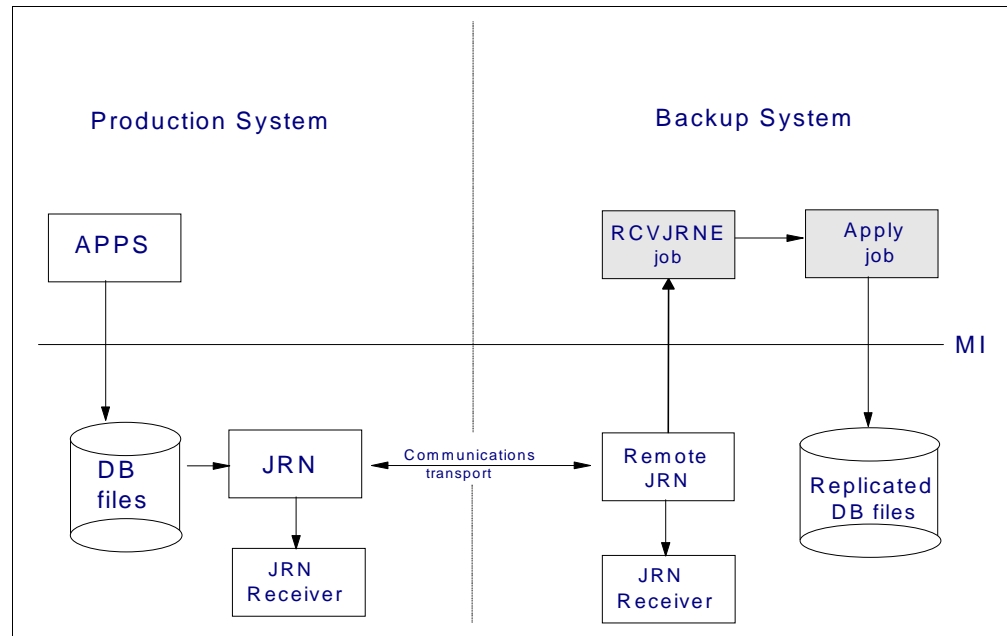 Production System
Backup System
APPS
RCVJRNE
job
Apply
job
MI
DB
files
JRN
Communications
transport
Remote
JRN
Replicated
DB files
JRN
Receiver
JRN
Receiver